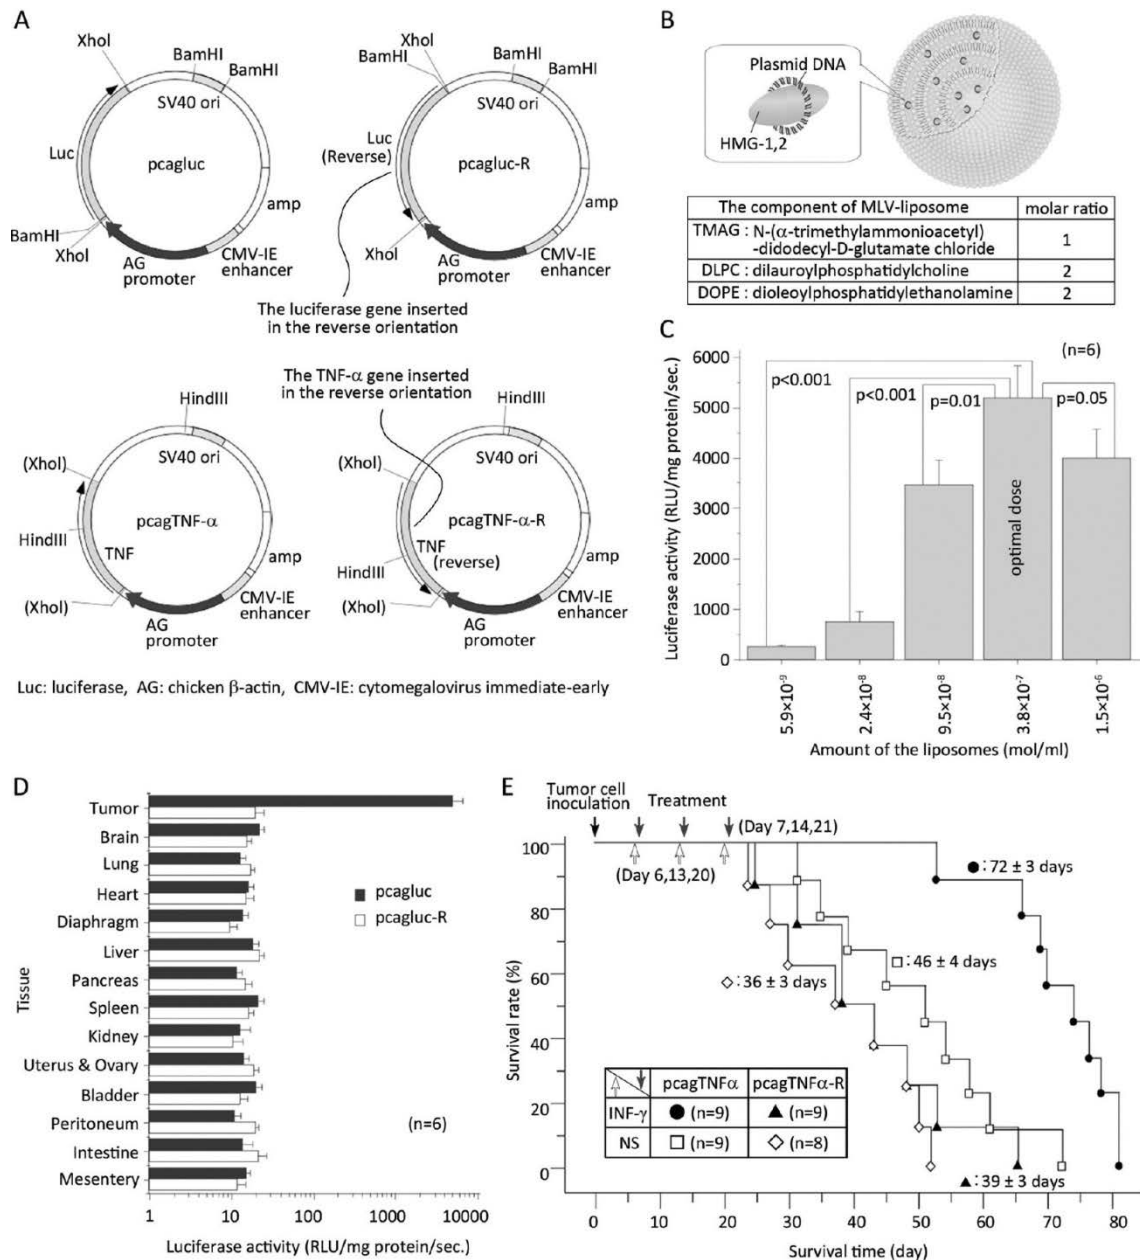 A
XhoI
BamHI
BamHI
SV40 ori
Luc
pcagluc
BamHI
XhoI
AG
promoter
CMV-IE
enhancer
amp
XhoI
BamHI
BamHI
SV40 ori
Luc
(Reverse)
pcagluc-R
XhoI
AG
promoter
CMV-IE
enhancer
amp
The luciferase gene inserted
in the reverse orientation
The TNF-α gene inserted
in the reverse orientation
HindIII
(XhoI)
SV40 ori
pcagTNF-α
HindIII
TNF
(XhoI)
AG
promoter
CMV-IE
enhancer
amp
HindIII
(XhoI)
SV40 ori
pcagTNF-α-R
TNF
(reverse)
HindIII
(XhoI)
AG
promoter
CMV-IE
enhancer
amp
Luc: luciferase, AG: chicken β-actin, CMV-IE: cytomegalovirus immediate-early
B
Plasmid DNA
HMG-1,2
The component of MLV-liposome molar ratio
TMAG : N-(α-trimethylammonioacetyl)
-didodecyl-D-glutamate chloride 1
DLPC : dilauroylphosphatidylcholine 2
DOPE : dioleoylphosphatidylethanolamine 2
C
(n=6)
Luciferase activity (RLU/mg protein/sec.)
6000
5000
4000
3000
2000
1000
0
p<0.001
p<0.001
p=0.01
p=0.05
optimal dose
5.9×10-9
2.4×10-8
9.5×10-8
3.8×10-7
1.5×10-6
Amount of the liposomes (mol/ml)
D
Tissue
Tumor
Brain
Lung
Heart
Diaphragm
Liver
Pancreas
Spleen
Kidney
Uterus & Ovary
Bladder
Peritoneum
Intestine
Mesentery
pcagluc
pcagluc-R
(n=6)
1 10 100 1000 10000
Luciferase activity (RLU/mg protein/sec.)
E
Tumor cell
inoculation
Treatment
(Day 7,14,21)
(Day 6,13,20)
Survival rate (%)
100
80
60
40
20
0
: 72 ± 3 days
: 46 ± 4 days
: 36 ± 3 days
: 39 ± 3 days
pcagTNFα pcagTNFα-R
INF-γ (n=9) (n=9)
NS (n=9) (n=8)
0 10 20 30 40 50 60 70 80
Survival time (day)